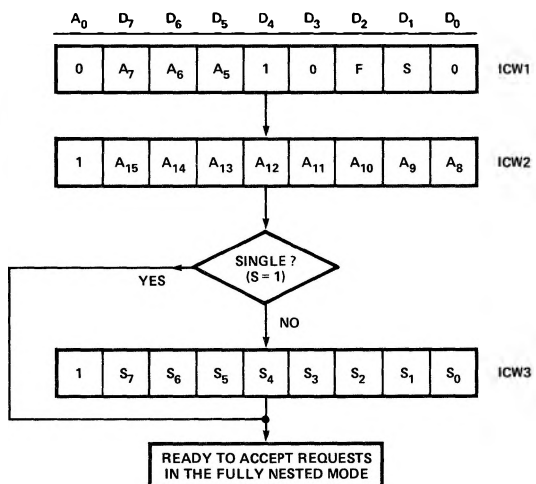 A0 D7 D6 D5 D4 D3 D2 D1 D0
0 A7 A6 A5 1 0 F S 0 ICW1
1 A15 A14 A13 A12 A11 A10 A9 A8 ICW2
SINGLE ?
(S = 1)
YES
NO
1 S7 S6 S5 S4 S3 S2 S1 S0 ICW3
READY TO ACCEPT REQUESTS
IN THE FULLY NESTED MODE